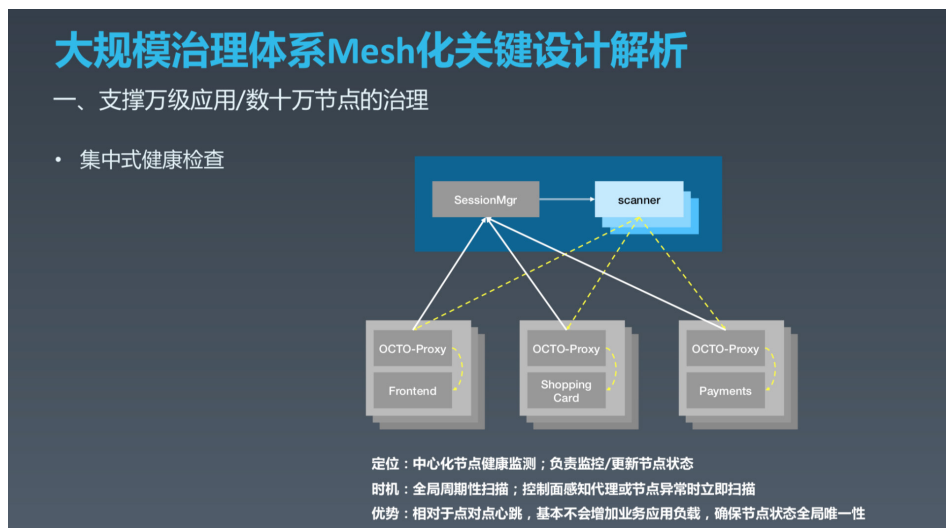 大规模治理体系Mesh化关键设计解析
一、支撑万级应用/数十万节点的治理
• 集中式健康检查
SessionMgr
scanner
OCTO-Proxy
OCTO-Proxy
OCTO-Proxy
Frontend
Shopping
Card
Payments
定位：中心化节点健康监测；负责监控/更新节点状态
时机：全局周期性扫描；控制面感知代理或节点异常时立即扫描
优势：相对于点对点心跳，基本不会增加业务应用负载，确保节点状态全局唯一性